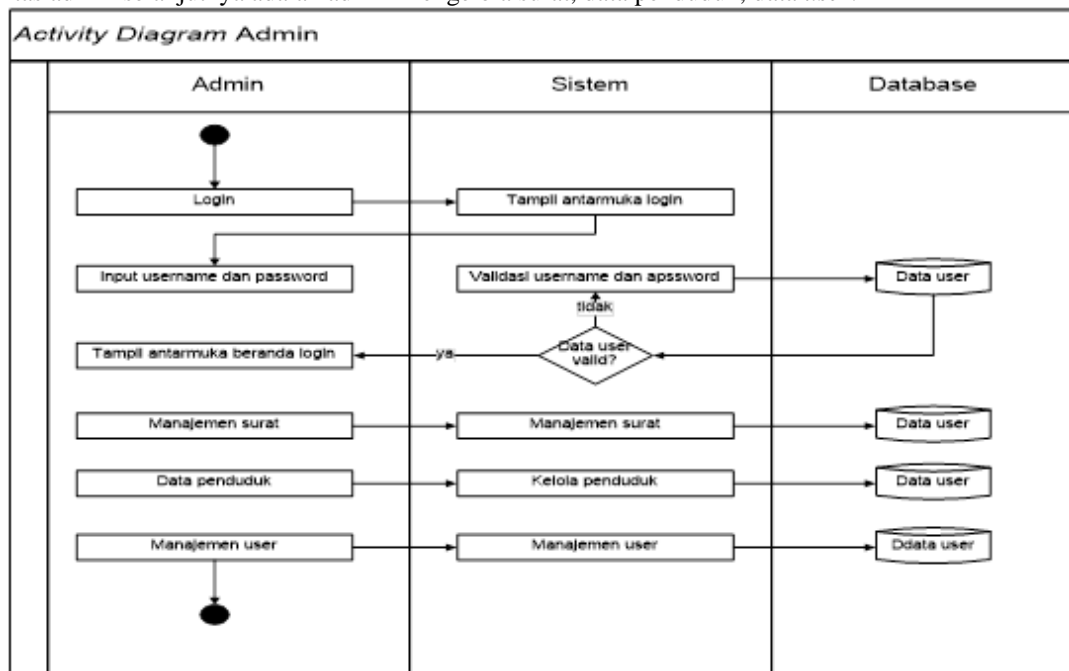 Activity Diagram Admin
Admin Sistem Database
Login Tampil antarmuka login
Input username dan password Validasi username dan apssword Data user
tidak
Tampil antarmuka beranda login ya Data user
valid?
Manajemen surat Manajemen surat Data user
Data penduduk Kelola penduduk Data user
Manajemen user Manajemen user Ddata user